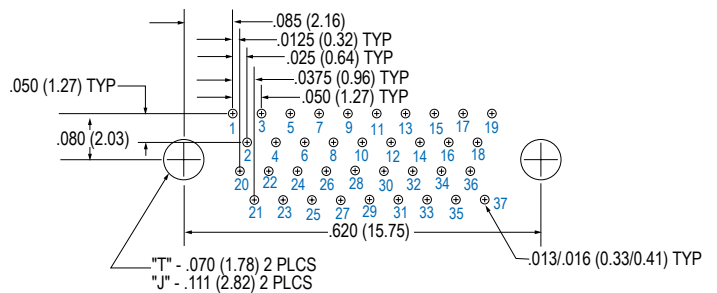 .085 (2.16)
.0125 (0.32) TYP
.025 (0.64) TYP
.0375 (0.96) TYP
.050 (1.27) TYP
.050 (1.27) TYP
.080 (2.03)
1 3 5 7 9 11 13 15 17 19
2 4 6 8 10 12 14 16 18
20 22 24 26 28 30 32 34 36
21 23 25 27 29 31 33 35 37
.620 (15.75)
.013/.016 (0.33/0.41) TYP
"T" - .070 (1.78) 2 PLCS
"J" - .111 (2.82) 2 PLCS